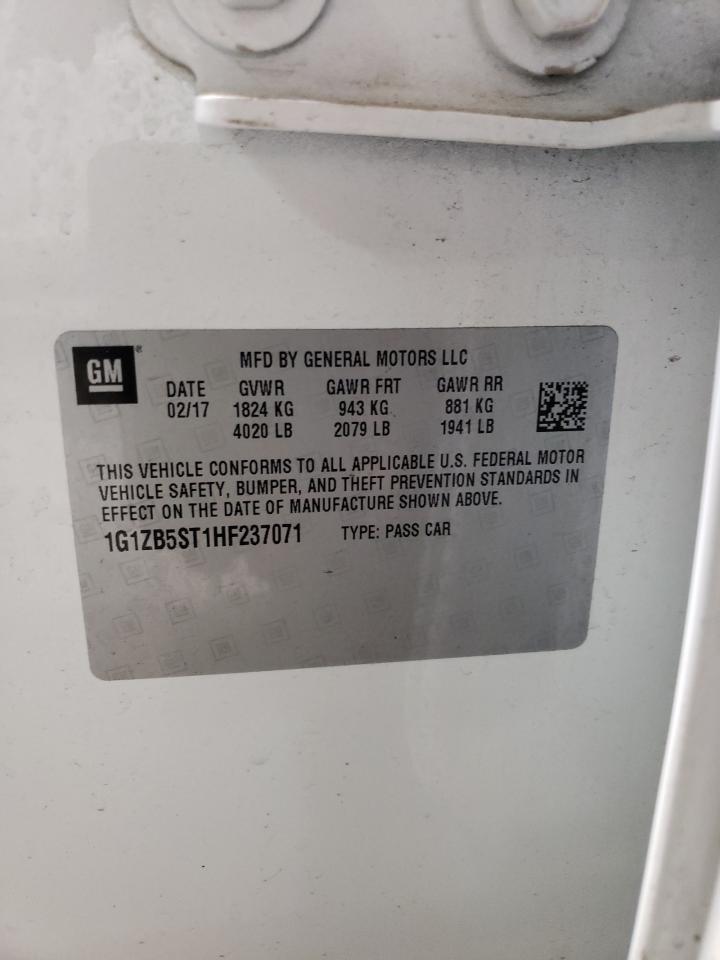 GM®
MFD BY GENERAL MOTORS LLC
DATE GVWR GAWR FRT GAWR RR
02/17 1824 KG 943 KG 881 KG
4020 LB 2079 LB 1941 LB
THIS VEHICLE CONFORMS TO ALL APPLICABLE U.S. FEDERAL MOTOR
VEHICLE SAFETY, BUMPER, AND THEFT PREVENTION STANDARDS IN
EFFECT ON THE DATE OF MANUFACTURE SHOWN ABOVE.
1G1ZB5ST1HF237071 TYPE: PASS CAR